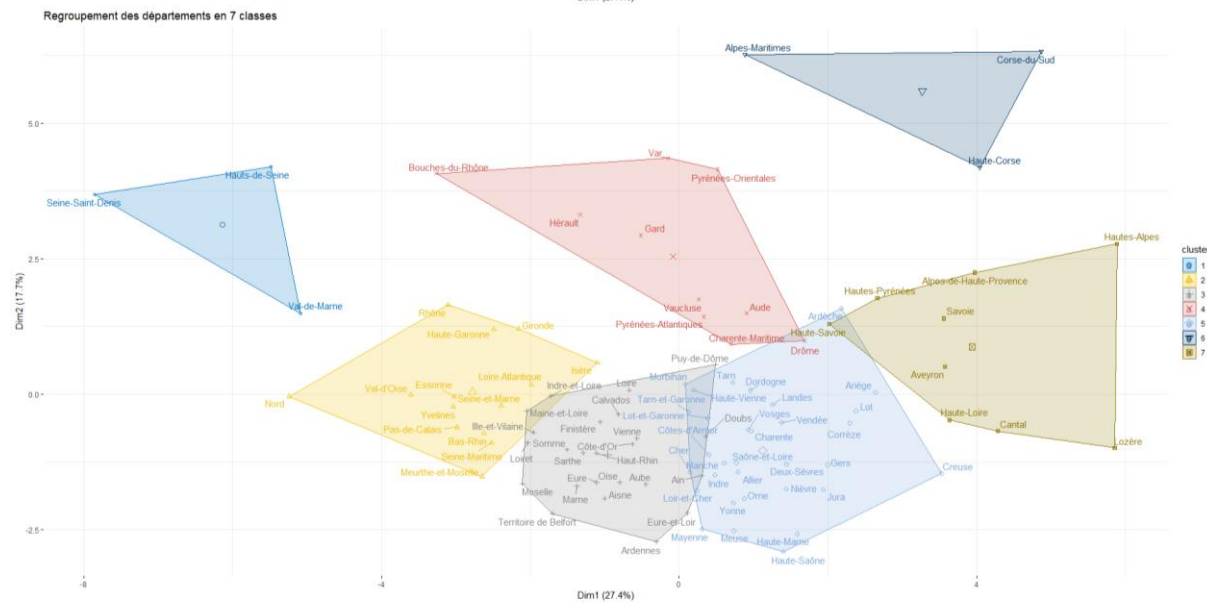 Regroupement des départements en 7 classes
Alpes-Maritimes
Corse-du-Sud
5.0
Haute-Corse
Var
Bouches-du-Rhône
Pyrénées-Orientales
Hauts-de-Seine
Seine-Saint-Denis
Hérault
Gard
2.5
Hautes-Alpes
Alpes-de-Haute-Provence
Hautes-Pyrénées
cluster
1
2
3
4
5
6
7
Val-de-Marne
Vaucluse
Aude
Ardèche
Savoie
Rhône
Pyrénées-Atlantiques
Haute-Garonne
Gironde
Charente-Maritime
Haute-Savoie
Drôme
Puy-de-Dôme
Isère
Aveyron
Morbihan
Tarn
Loire-Atlantique
Indre-et-Loire
Loire
Dordogne
Ariège
Val-d'Oise
Essonne
0.0
Nord
Seine-et-Marne
Calvados
Tarn-et-Garonne
Haute-Vienne
Landes
Yvelines
Maine-et-Loire
Lot-et-Garonne
Vosges
Vendée
Lot
Haute-Loire
Pas-de-Calais
Ille-et-Vilaine
Finistère
Vienne
Côtes-d'Armor
Doubs
Charente
Corrèze
Cantal
Bas-Rhin
Somme
Côte-d'Or
Cher
Saône-et-Loire
Lozère
Seine-Maritime
Loiret
Sarthe
Haut-Rhin
Manche
Deux-Sèvres
Gers
Creuse
Meurthe-et-Moselle
Eure
Oise
Aube
Ain
Indre
Allier
Moselle
Marne
Aisne
Loir-et-Cher
Orne
Nièvre
Jura
Yonne
Territoire de Belfort
Eure-et-Loir
-2.5
Ardennes
Mayenne
Meuse
Haute-Marne
Haute-Saône
-8
-4
0
4
Dim1 (27.4%)
Dim2 (17.7%)